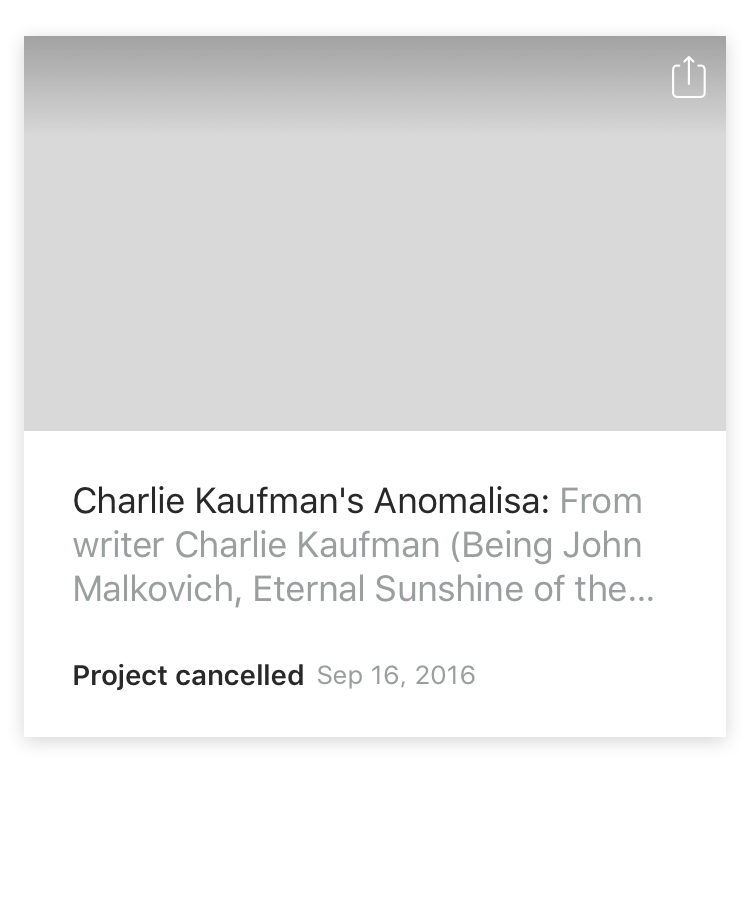 Charlie Kaufman's Anomalisa: From
writer Charlie Kaufman (Being John
Malkovich, Eternal Sunshine of the…
Project cancelled Sep 16, 2016